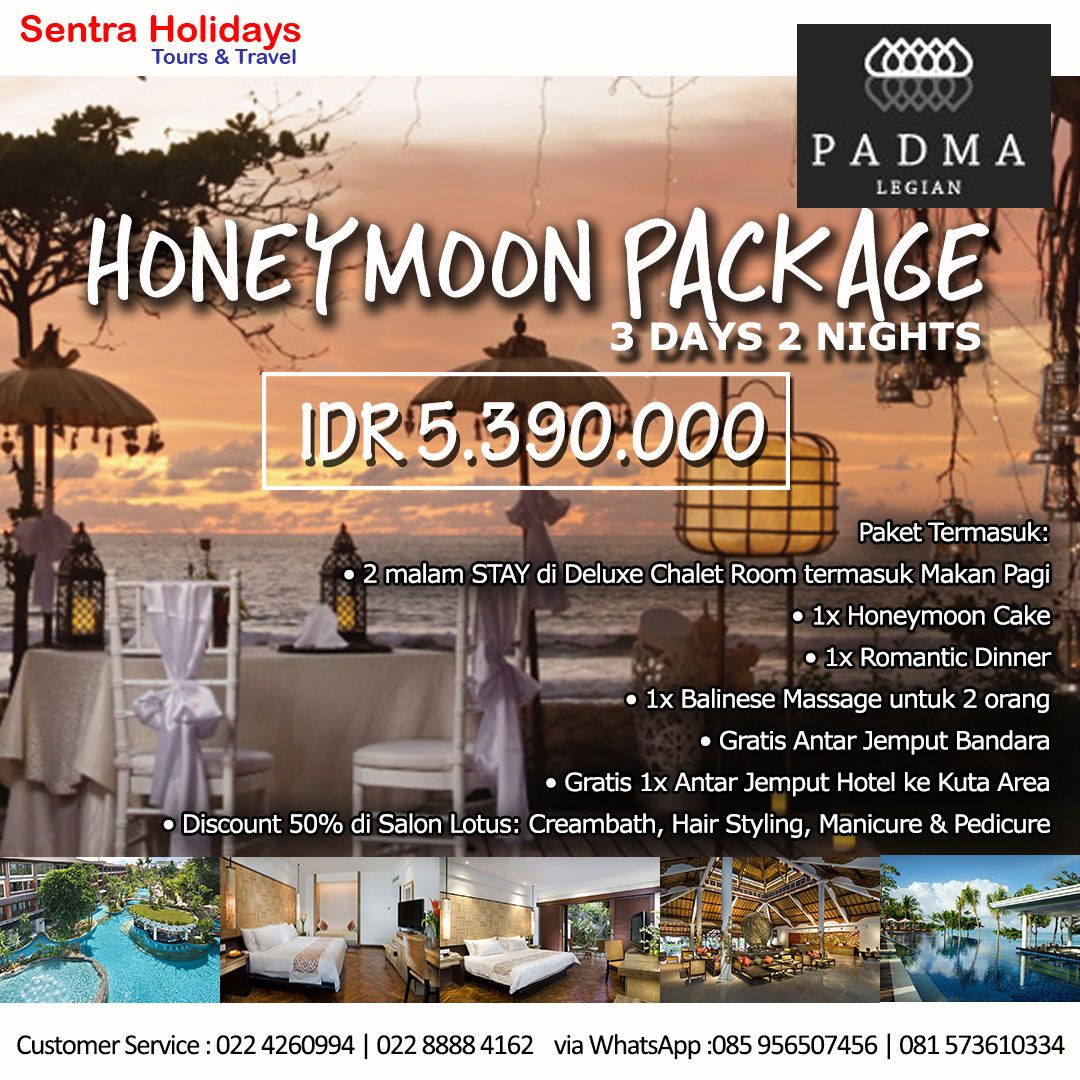 Sentra Holidays
Tours & Travel
PADMA
LEGIAN
HONEYMOON PACKAGE
3 DAYS 2 NIGHTS
IDR 5.390.000
Paket Termasuk:
• 2 malam STAY di Deluxe Chalet Room termasuk Makan Pagi
• 1x Honeymoon Cake
• 1x Romantic Dinner
• 1x Balinese Massage untuk 2 orang
• Gratis Antar Jemput Bandara
• Gratis 1x Antar Jemput Hotel ke Kuta Area
• Discount 50% di Salon Lotus: Creambath, Hair Styling, Manicure & Pedicure
Customer Service : 022 4260994 | 022 8888 4162 via WhatsApp :085 956507456 | 081 573610334